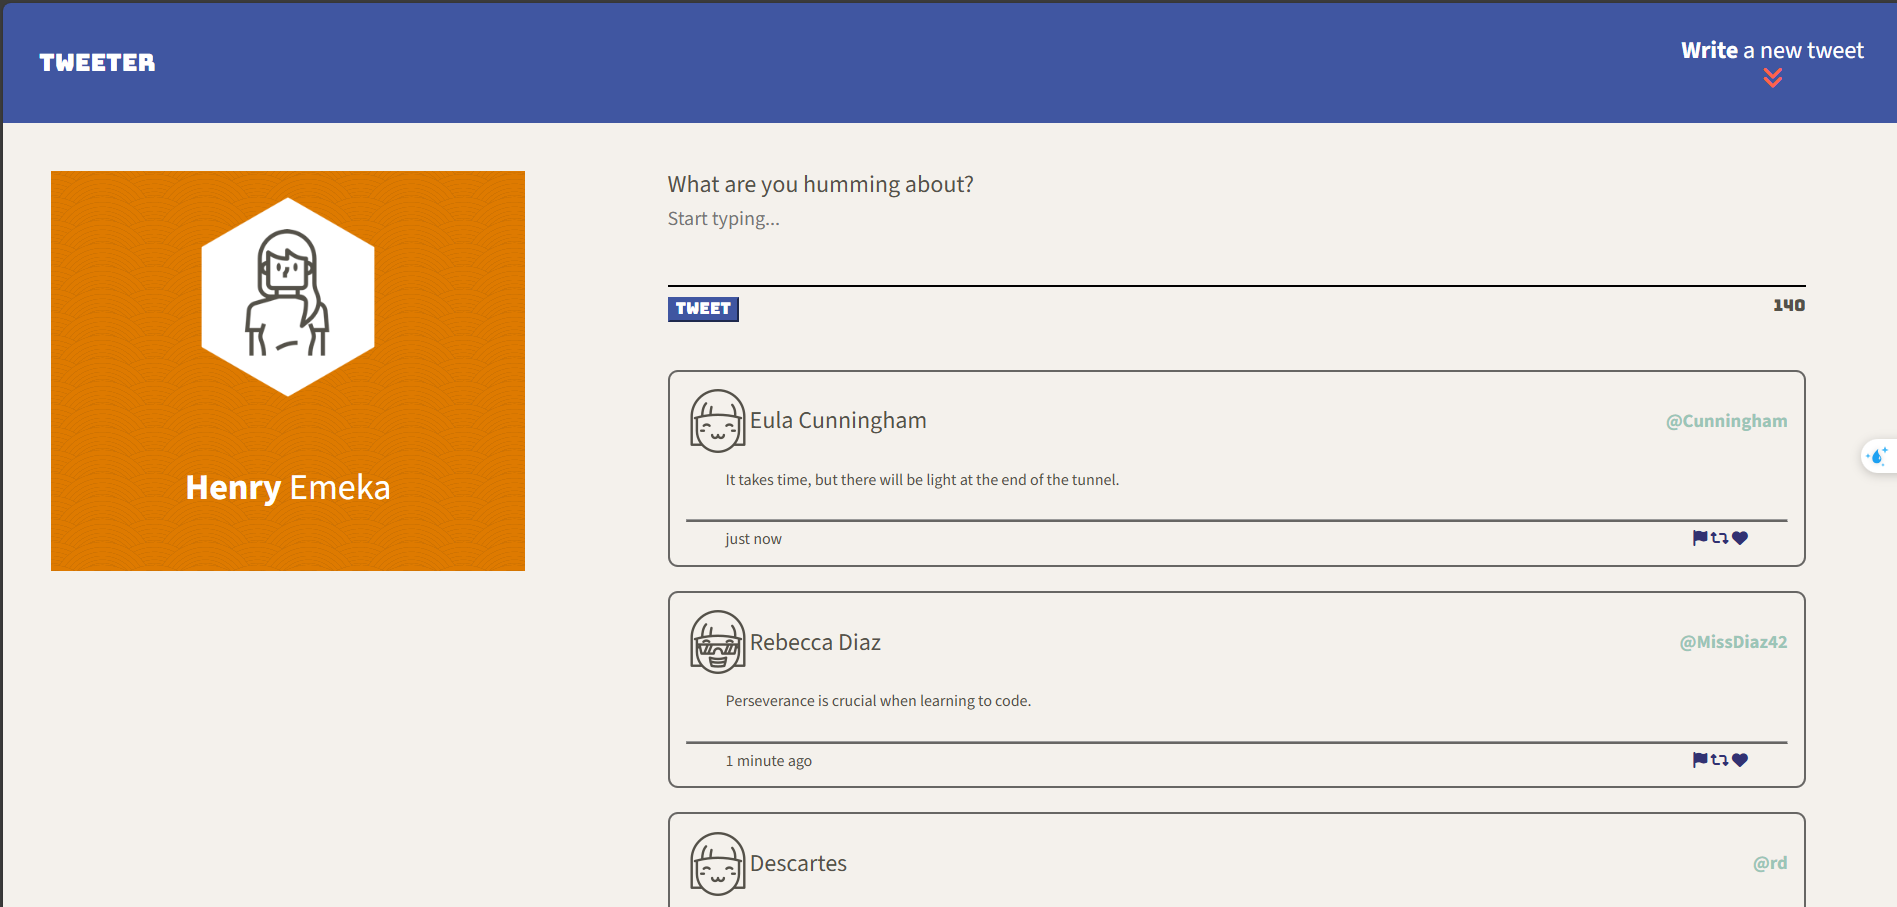 TWEETER
Write a new tweet
Henry Emeka
What are you humming about?
Start typing...
TWEET
140
Eula Cunningham
@Cunningham
It takes time, but there will be light at the end of the tunnel.
just now
Rebecca Diaz
@MissDiaz42
Perseverance is crucial when learning to code.
1 minute ago
Descartes
@rd